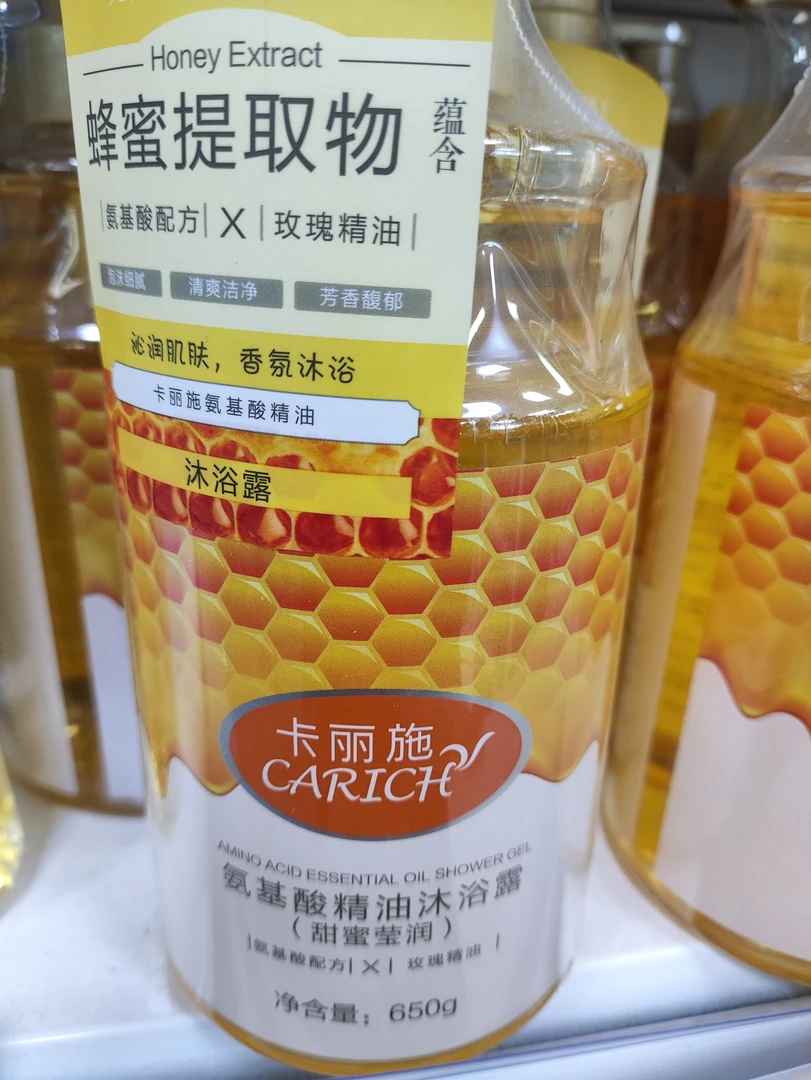 Honey Extract
蜂蜜提取物
蕴含
氨基酸配方 X 玫瑰精油
泡沫细腻 清爽洁净 芳香馥郁
沁润肌肤，香氛沐浴
卡丽施氨基酸精油
沐浴露
卡丽施
CARICH
AMINO ACID ESSENTIAL OIL SHOWER GEL
氨基酸精油沐浴露
（甜蜜莹润）
|氨基酸配方|X| 玫瑰精油 |
净含量：650g